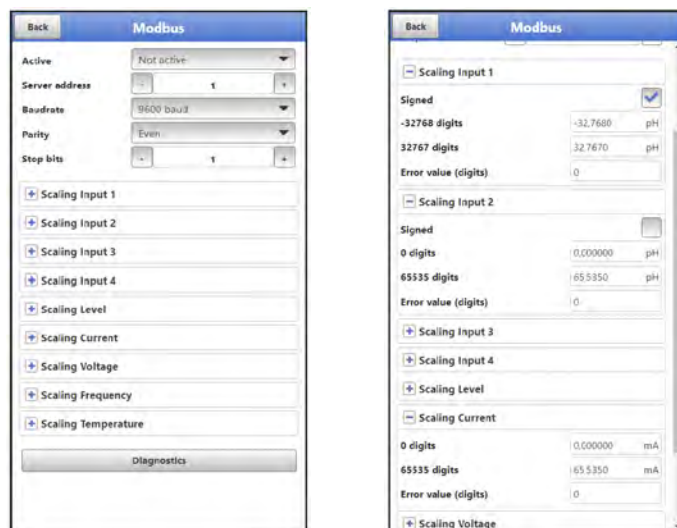 Back Modbus
Active Not active
Server address - 1 +
Baudrate 9600 baud
Parity Even
Stop bits - 1 +
+ Scaling Input 1
+ Scaling Input 2
+ Scaling Input 3
+ Scaling Input 4
+ Scaling Level
+ Scaling Current
+ Scaling Voltage
+ Scaling Frequency
+ Scaling Temperature
Diagnostics
Back Modbus
- Scaling Input 1
Signed
-32768 digits -32,7680 pH
32767 digits 32,7670 pH
Error value (digits) 0
- Scaling Input 2
Signed
0 digits 0,000000 pH
65535 digits 65,5350 pH
Error value (digits) 0
+ Scaling Input 3
+ Scaling Input 4
+ Scaling Level
- Scaling Current
0 digits 0,000000 mA
65535 digits 65,5350 mA
Error value (digits) 0
+ Scaling Voltage